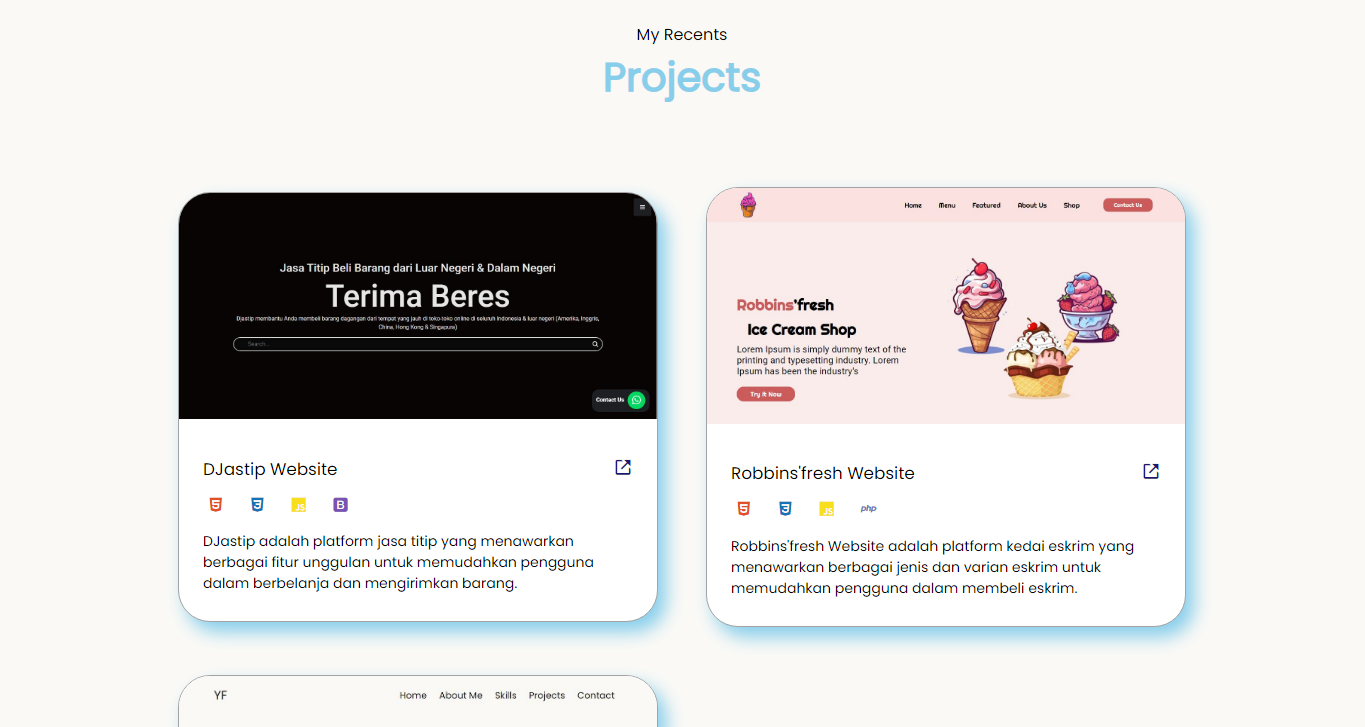 My Recents
Projects
Jasa Titip Beli Barang dari Luar Negeri & Dalam Negeri
Terima Beres
Djastip membantu Anda membeli barang dagangan dari tempat yang jauh di toko-toko online di seluruh Indonesia & luar negeri (Amerika, Inggris,
China, Hong Kong & Singapura)
Search...
Contact Us
DJastip Website
JS
B
DJastip adalah platform jasa titip yang menawarkan
berbagai fitur unggulan untuk memudahkan pengguna
dalam berbelanja dan mengirimkan barang.
Home Menu Featured About Us Shop Contact Us
Robbins'fresh
Ice Cream Shop
Lorem Ipsum is simply dummy text of the
printing and typesetting industry. Lorem
Ipsum has been the industry's
Try It Now
Robbins'fresh Website
JS php
Robbins'fresh Website adalah platform kedai eskrim yang
menawarkan berbagai jenis dan varian eskrim untuk
memudahkan pengguna dalam membeli eskrim.
YF Home About Me Skills Projects Contact